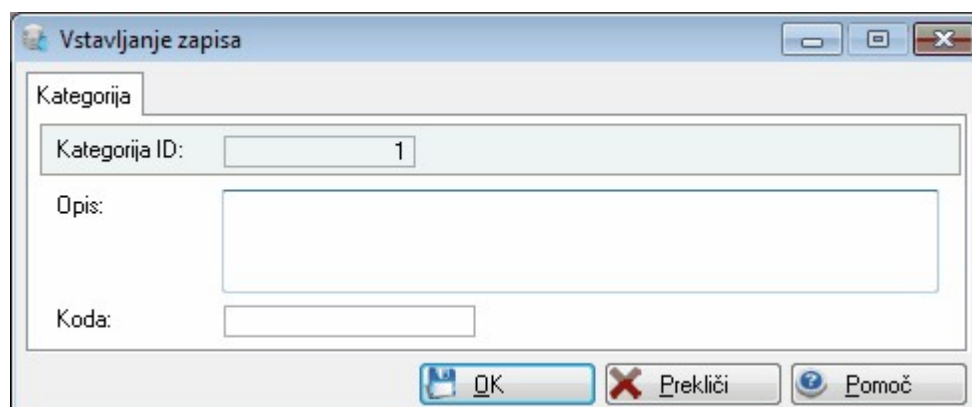 Vstavljanje zapisa
Kategorija
Kategorija ID: 1
Opis:
Koda:
OK Prekliči Pomoč